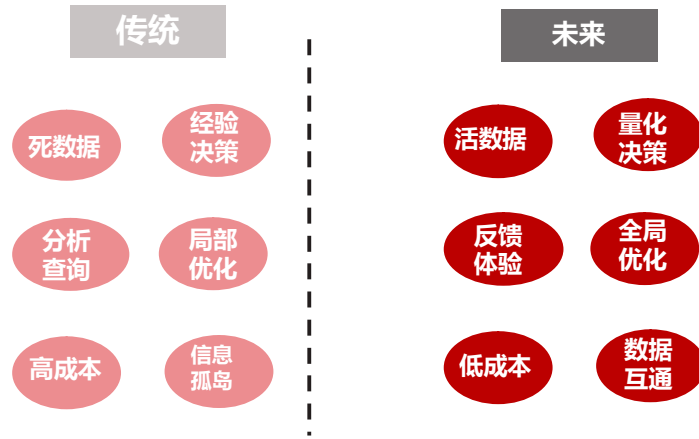 传统
未来
死数据
经验
决策
分析
查询
局部
优化
高成本
信息
孤岛
活数据
量化
决策
反馈
体验
全局
优化
低成本
数据
互通